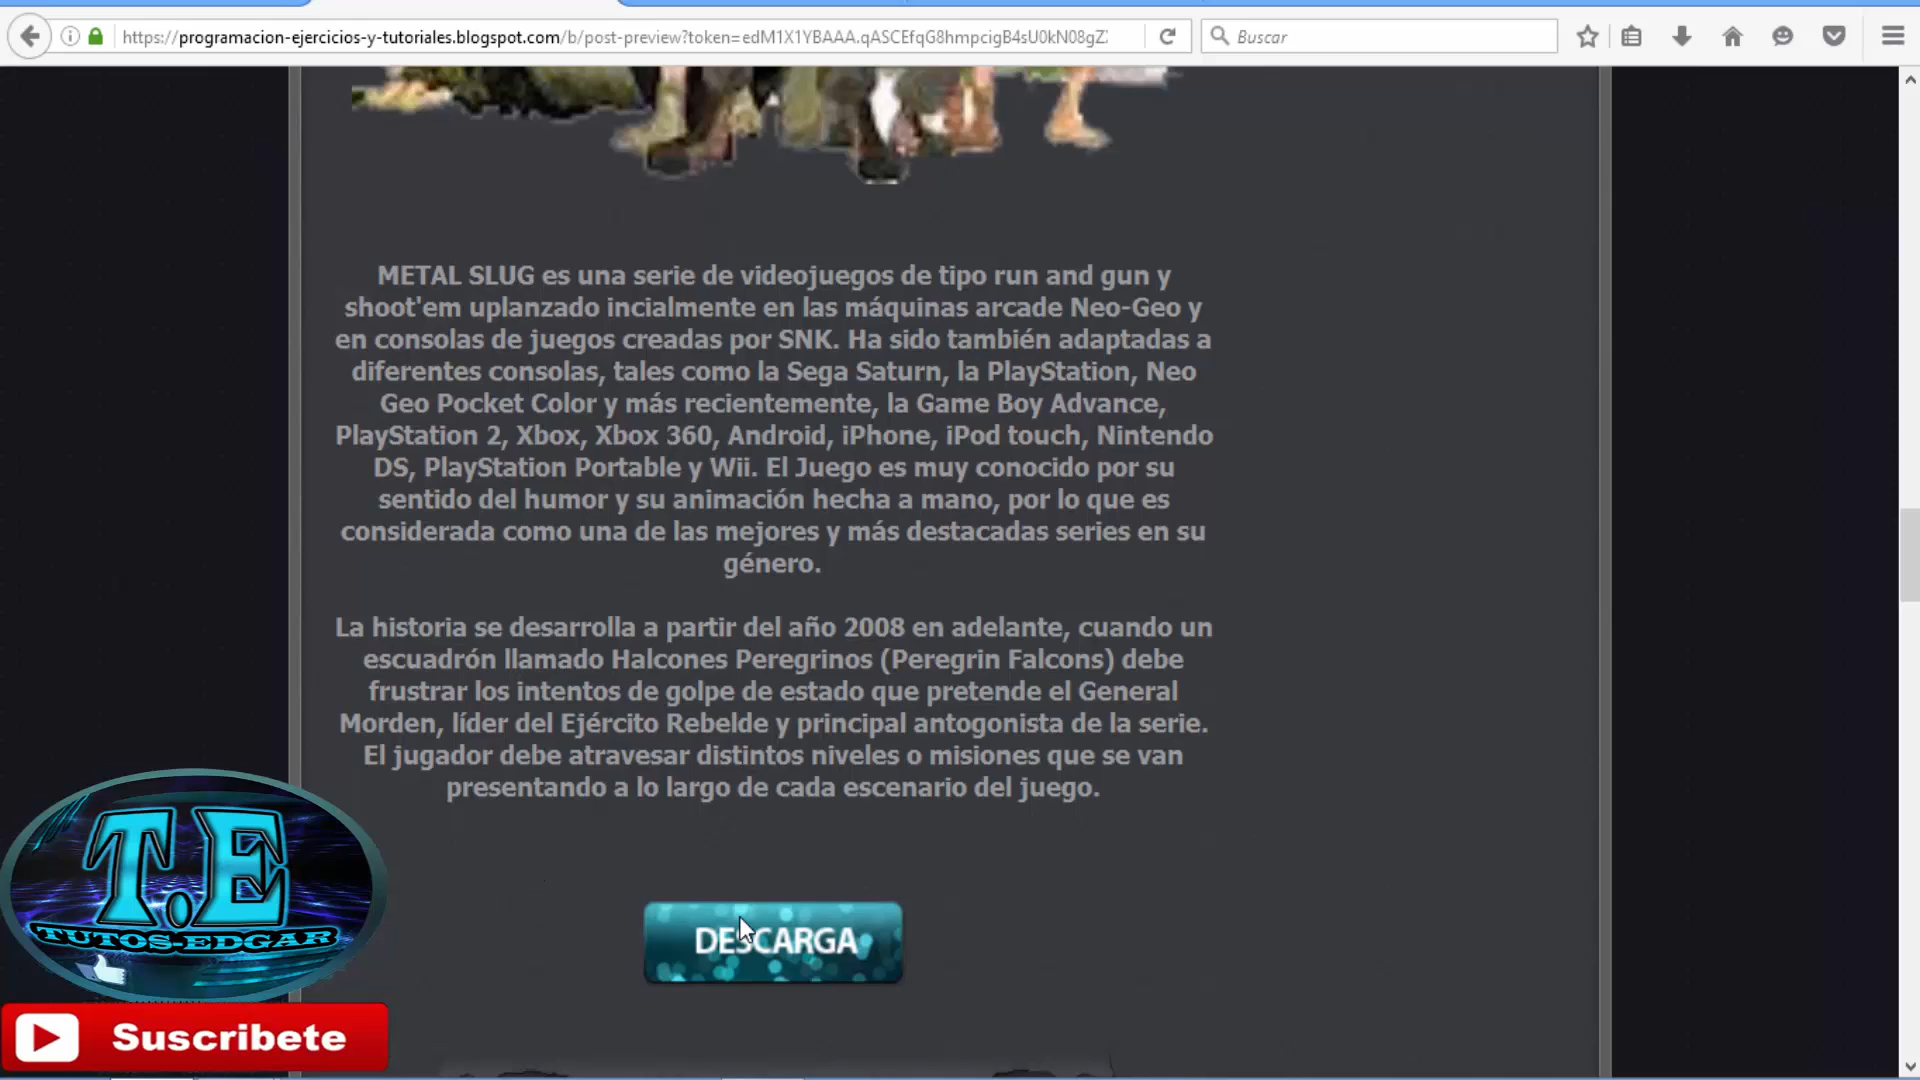 https://programacion-ejercicios-y-tutoriales.blogspot.com/b/post-preview?token=edM1X1YBAAA.qASCEfqG8hmpcigB4sU0kN08gZ
Buscar
METAL SLUG es una serie de videojuegos de tipo run and gun y
shoot'em uplanzado incialmente en las máquinas arcade Neo-Geo y
en consolas de juegos creadas por SNK. Ha sido también adaptadas a
diferentes consolas, tales como la Sega Saturn, la PlayStation, Neo
Geo Pocket Color y más recientemente, la Game Boy Advance,
PlayStation 2, Xbox, Xbox 360, Android, iPhone, iPod touch, Nintendo
DS, PlayStation Portable y Wii. El Juego es muy conocido por su
sentido del humor y su animación hecha a mano, por lo que es
considerada como una de las mejores y más destacadas series en su
género.
La historia se desarrolla a partir del año 2008 en adelante, cuando un
escuadrón llamado Halcones Peregrinos (Peregrin Falcons) debe
frustrar los intentos de golpe de estado que pretende el General
Morden, líder del Ejército Rebelde y principal antogonista de la serie.
El jugador debe atravesar distintos niveles o misiones que se van
presentando a lo largo de cada escenario del juego.
DESCARGA
T.E
TUTOS-EDGAR
Suscribete